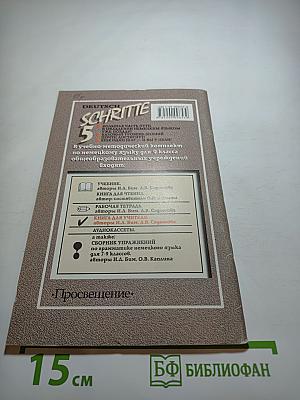 DEUTSCH
SCHRITTE
5
В учебно-методический комплект
по немецкому языку для 9 класса
общеобразовательных учреждений
входят:
УЧЕБНИК.
авторы И.Л. Бим, Л.В. Садомова
КНИГА ДЛЯ ЧТЕНИЯ.
РАБОЧАЯ ТЕТРАДЬ.
авторы И.Л. Бим, Л.В. Садомова
КНИГА ДЛЯ УЧИТЕЛЯ.
авторы И.Л. Бим, Л.В. Садомова
АУДИОКАССЕТЫ.
а также:
СБОРНИК УПРАЖНЕНИЙ
по грамматике немецкого языка
для 7-9 классов.
авторы И.Л. Бим, О.В. Каплина
·Просвещение·
15 см
БФ БИБЛИОФАН